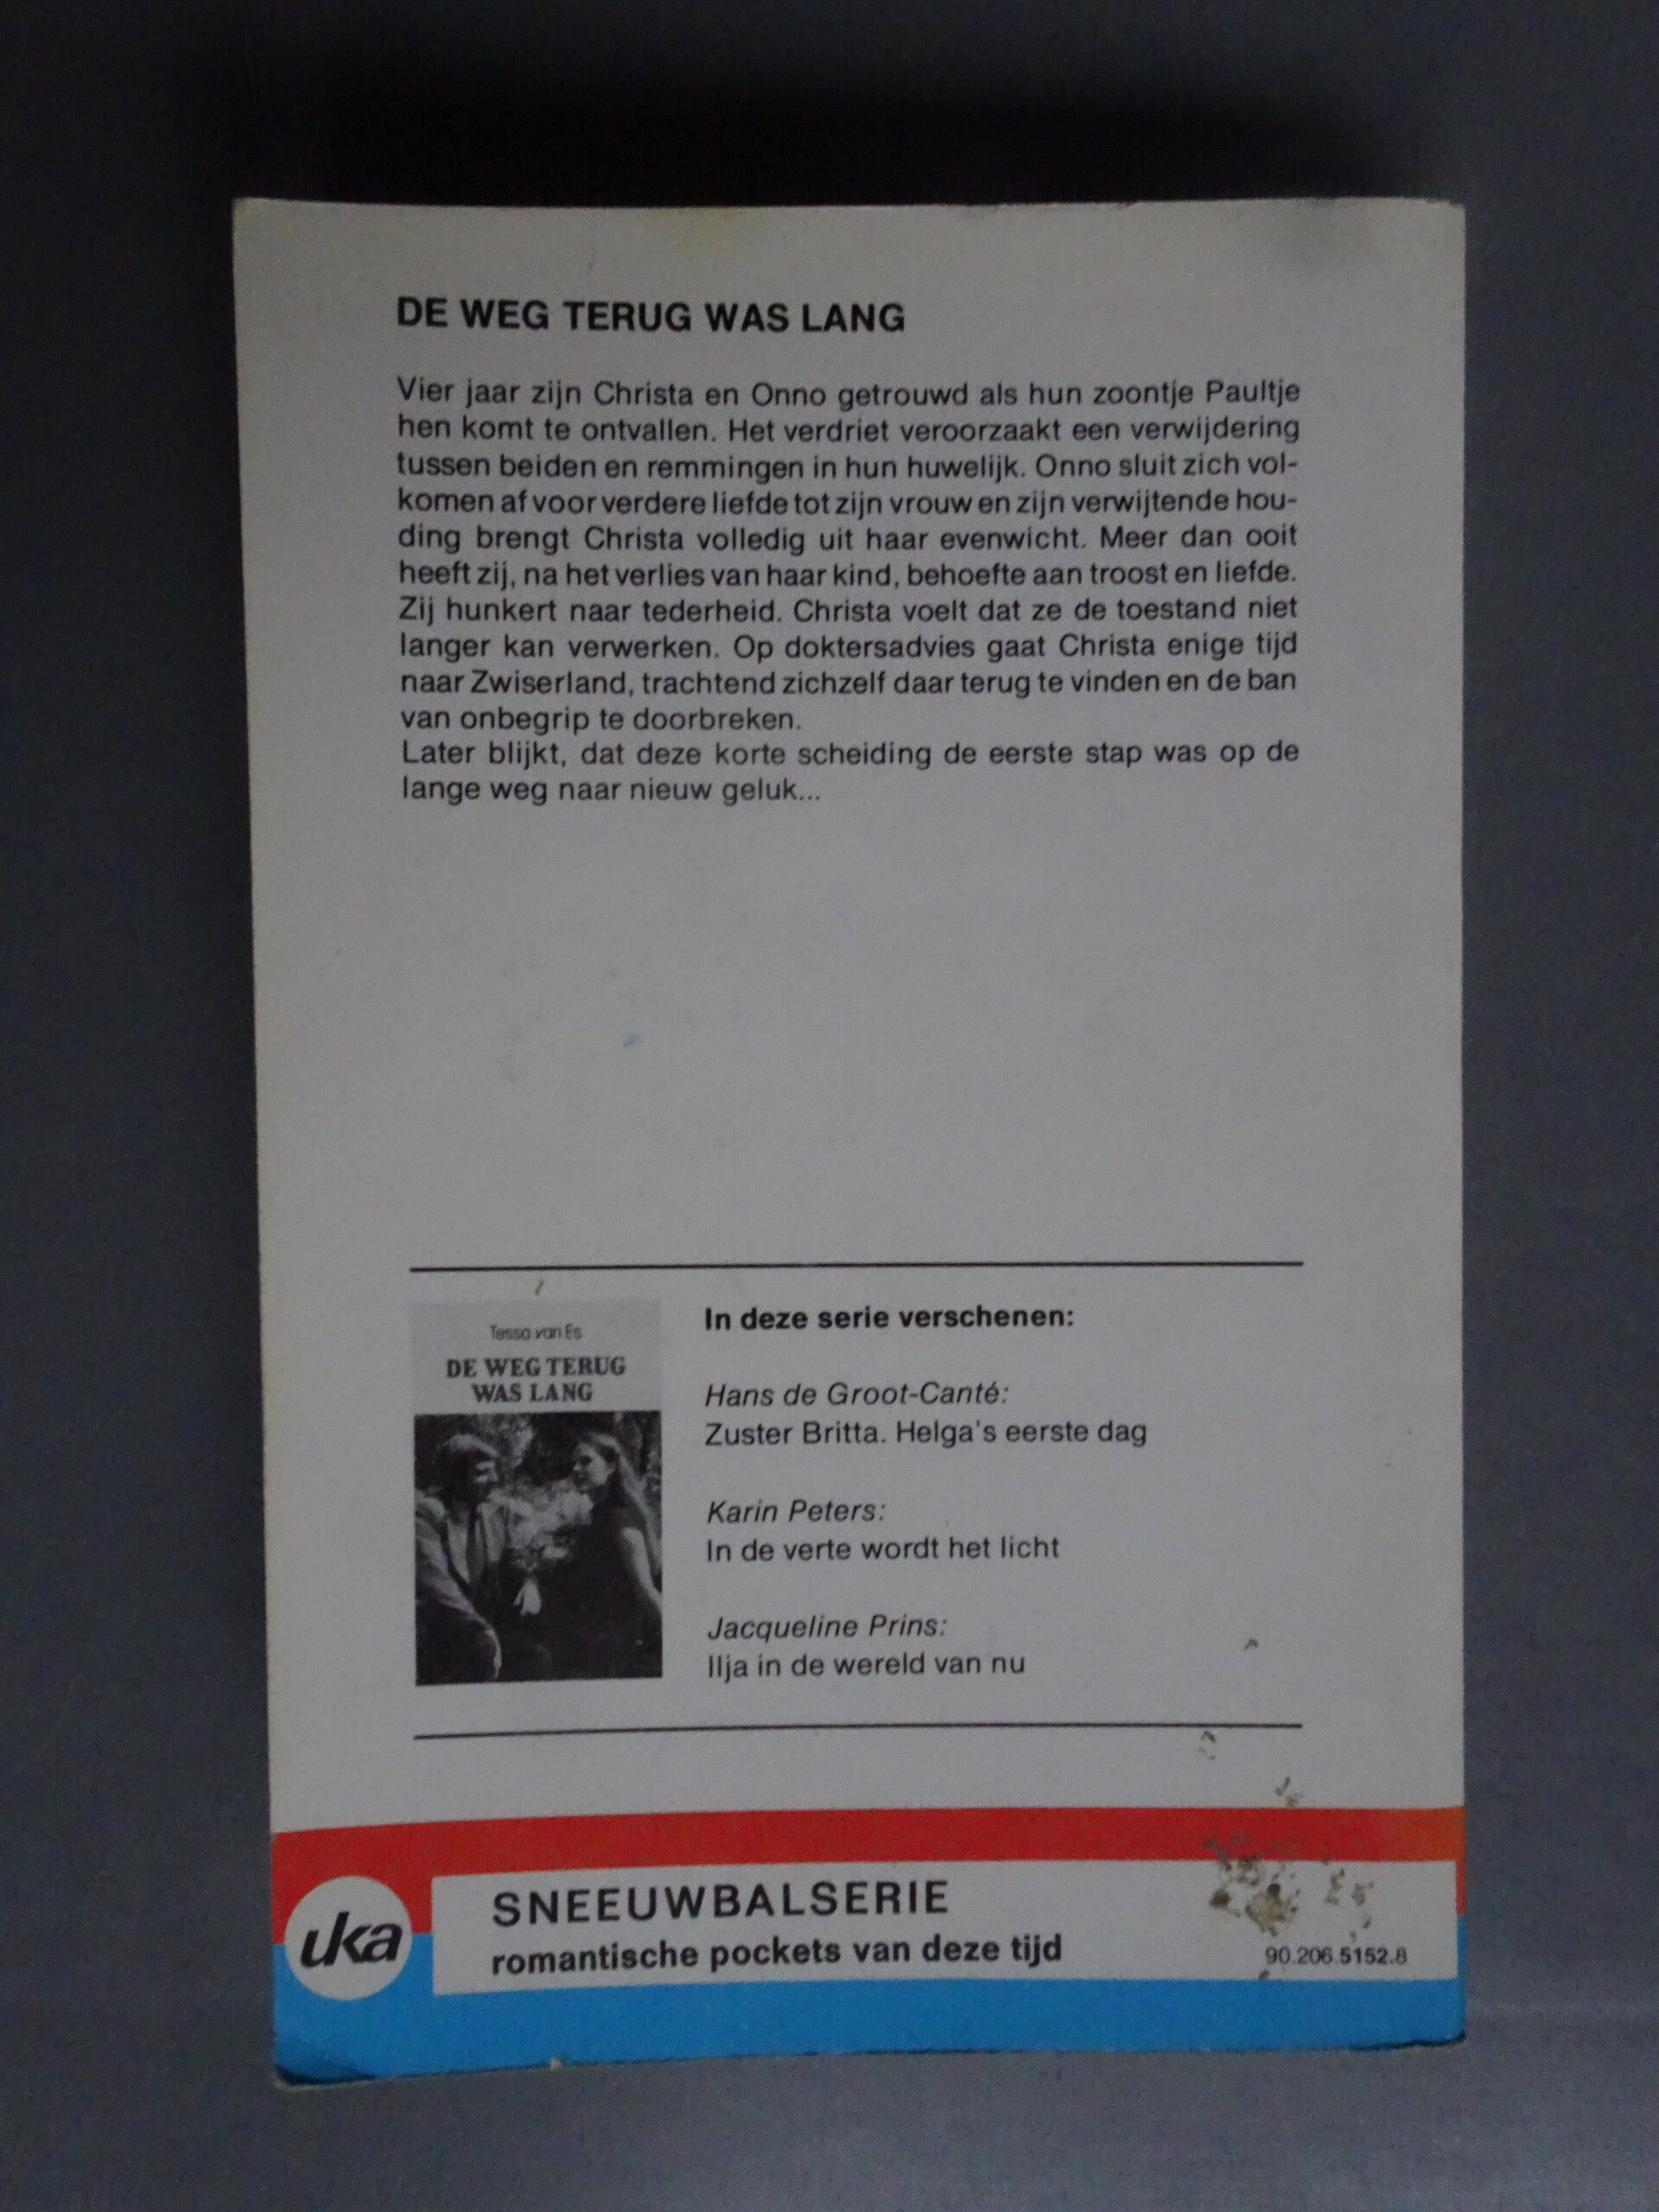 DE WEG TERUG WAS LANG
Vier jaar zijn Christa en Onno getrouwd als hun zoontje Paultje
hen komt te ontvallen. Het verdriet veroorzaakt een verwijdering
tussen beiden en remmingen in hun huwelijk. Onno sluit zich vol-
komen af voor verdere liefde tot zijn vrouw en zijn verwijtende hou-
ding brengt Christa volledig uit haar evenwicht. Meer dan ooit
heeft zij, na het verlies van haar kind, behoefte aan troost en liefde.
Zij hunkert naar tederheid. Christa voelt dat ze de toestand niet
langer kan verwerken. Op doktersadvies gaat Christa enige tijd
naar Zwiserland, trachtend zichzelf daar terug te vinden en de ban
van onbegrip te doorbreken.
Later blijkt, dat deze korte scheiding de eerste stap was op de
lange weg naar nieuw geluk...
Tessa van Es
DE WEG TERUG
WAS LANG
In deze serie verschenen:
Hans de Groot-Canté:
Zuster Britta. Helga's eerste dag
Karin Peters:
In de verte wordt het licht
Jacqueline Prins:
Ilja in de wereld van nu
uka
SNEEUWBALSERIE
romantische pockets van deze tijd
90.206.5152.8